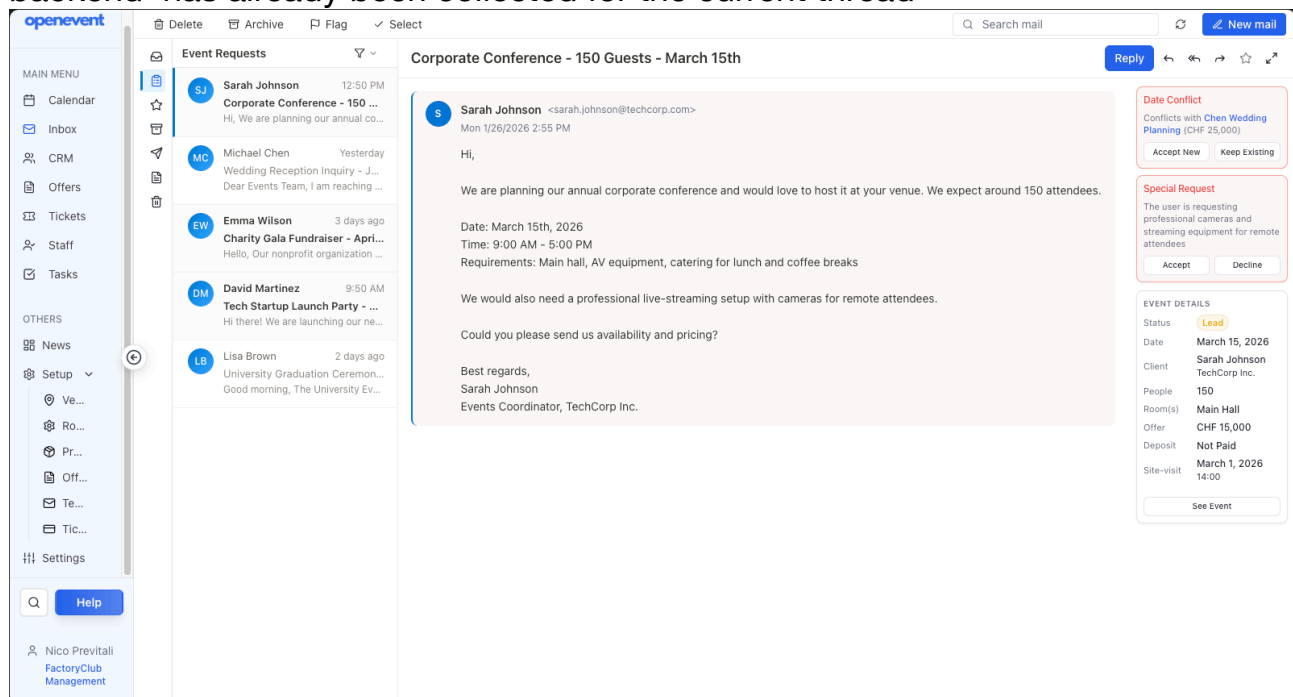 backend" has already been collected for the current thread
openevent
Delete
Archive
Flag
Select
Search mail
New mail
MAIN MENU
Calendar
Inbox
CRM
Offers
Tickets
Staff
Tasks
OTHERS
News
Setup
Ve...
Ro...
Pr...
Off...
Te...
Tic...
Settings
Help
Nico Previtali
FactoryClub
Management
Event Requests
SJ
Sarah Johnson 12:50 PM
Corporate Conference - 150 ...
Hi, We are planning our annual co...
MC
Michael Chen Yesterday
Wedding Reception Inquiry - J...
Dear Events Team, I am reaching ...
EW
Emma Wilson 3 days ago
Charity Gala Fundraiser - Apri...
Hello, Our nonprofit organization ...
DM
David Martinez 9:50 AM
Tech Startup Launch Party - ...
Hi there! We are launching our ne...
LB
Lisa Brown 2 days ago
University Graduation Ceremon...
Good morning, The University Ev...
Corporate Conference - 150 Guests - March 15th
Reply
S
Sarah Johnson <sarah.johnson@techcorp.com>
Mon 1/26/2026 2:55 PM
Hi,
We are planning our annual corporate conference and would love to host it at your venue. We expect around 150 attendees.
Date: March 15th, 2026
Time: 9:00 AM - 5:00 PM
Requirements: Main hall, AV equipment, catering for lunch and coffee breaks
We would also need a professional live-streaming setup with cameras for remote attendees.
Could you please send us availability and pricing?
Best regards,
Sarah Johnson
Events Coordinator, TechCorp Inc.
Date Conflict
Conflicts with Chen Wedding
Planning (CHF 25,000)
Accept New
Keep Existing
Special Request
The user is requesting
professional cameras and
streaming equipment for remote
attendees
Accept
Decline
EVENT DETAILS
Status Lead
Date March 15, 2026
Client Sarah Johnson
TechCorp Inc.
People 150
Room(s) Main Hall
Offer CHF 15,000
Deposit Not Paid
Site-visit March 1, 2026
14:00
See Event